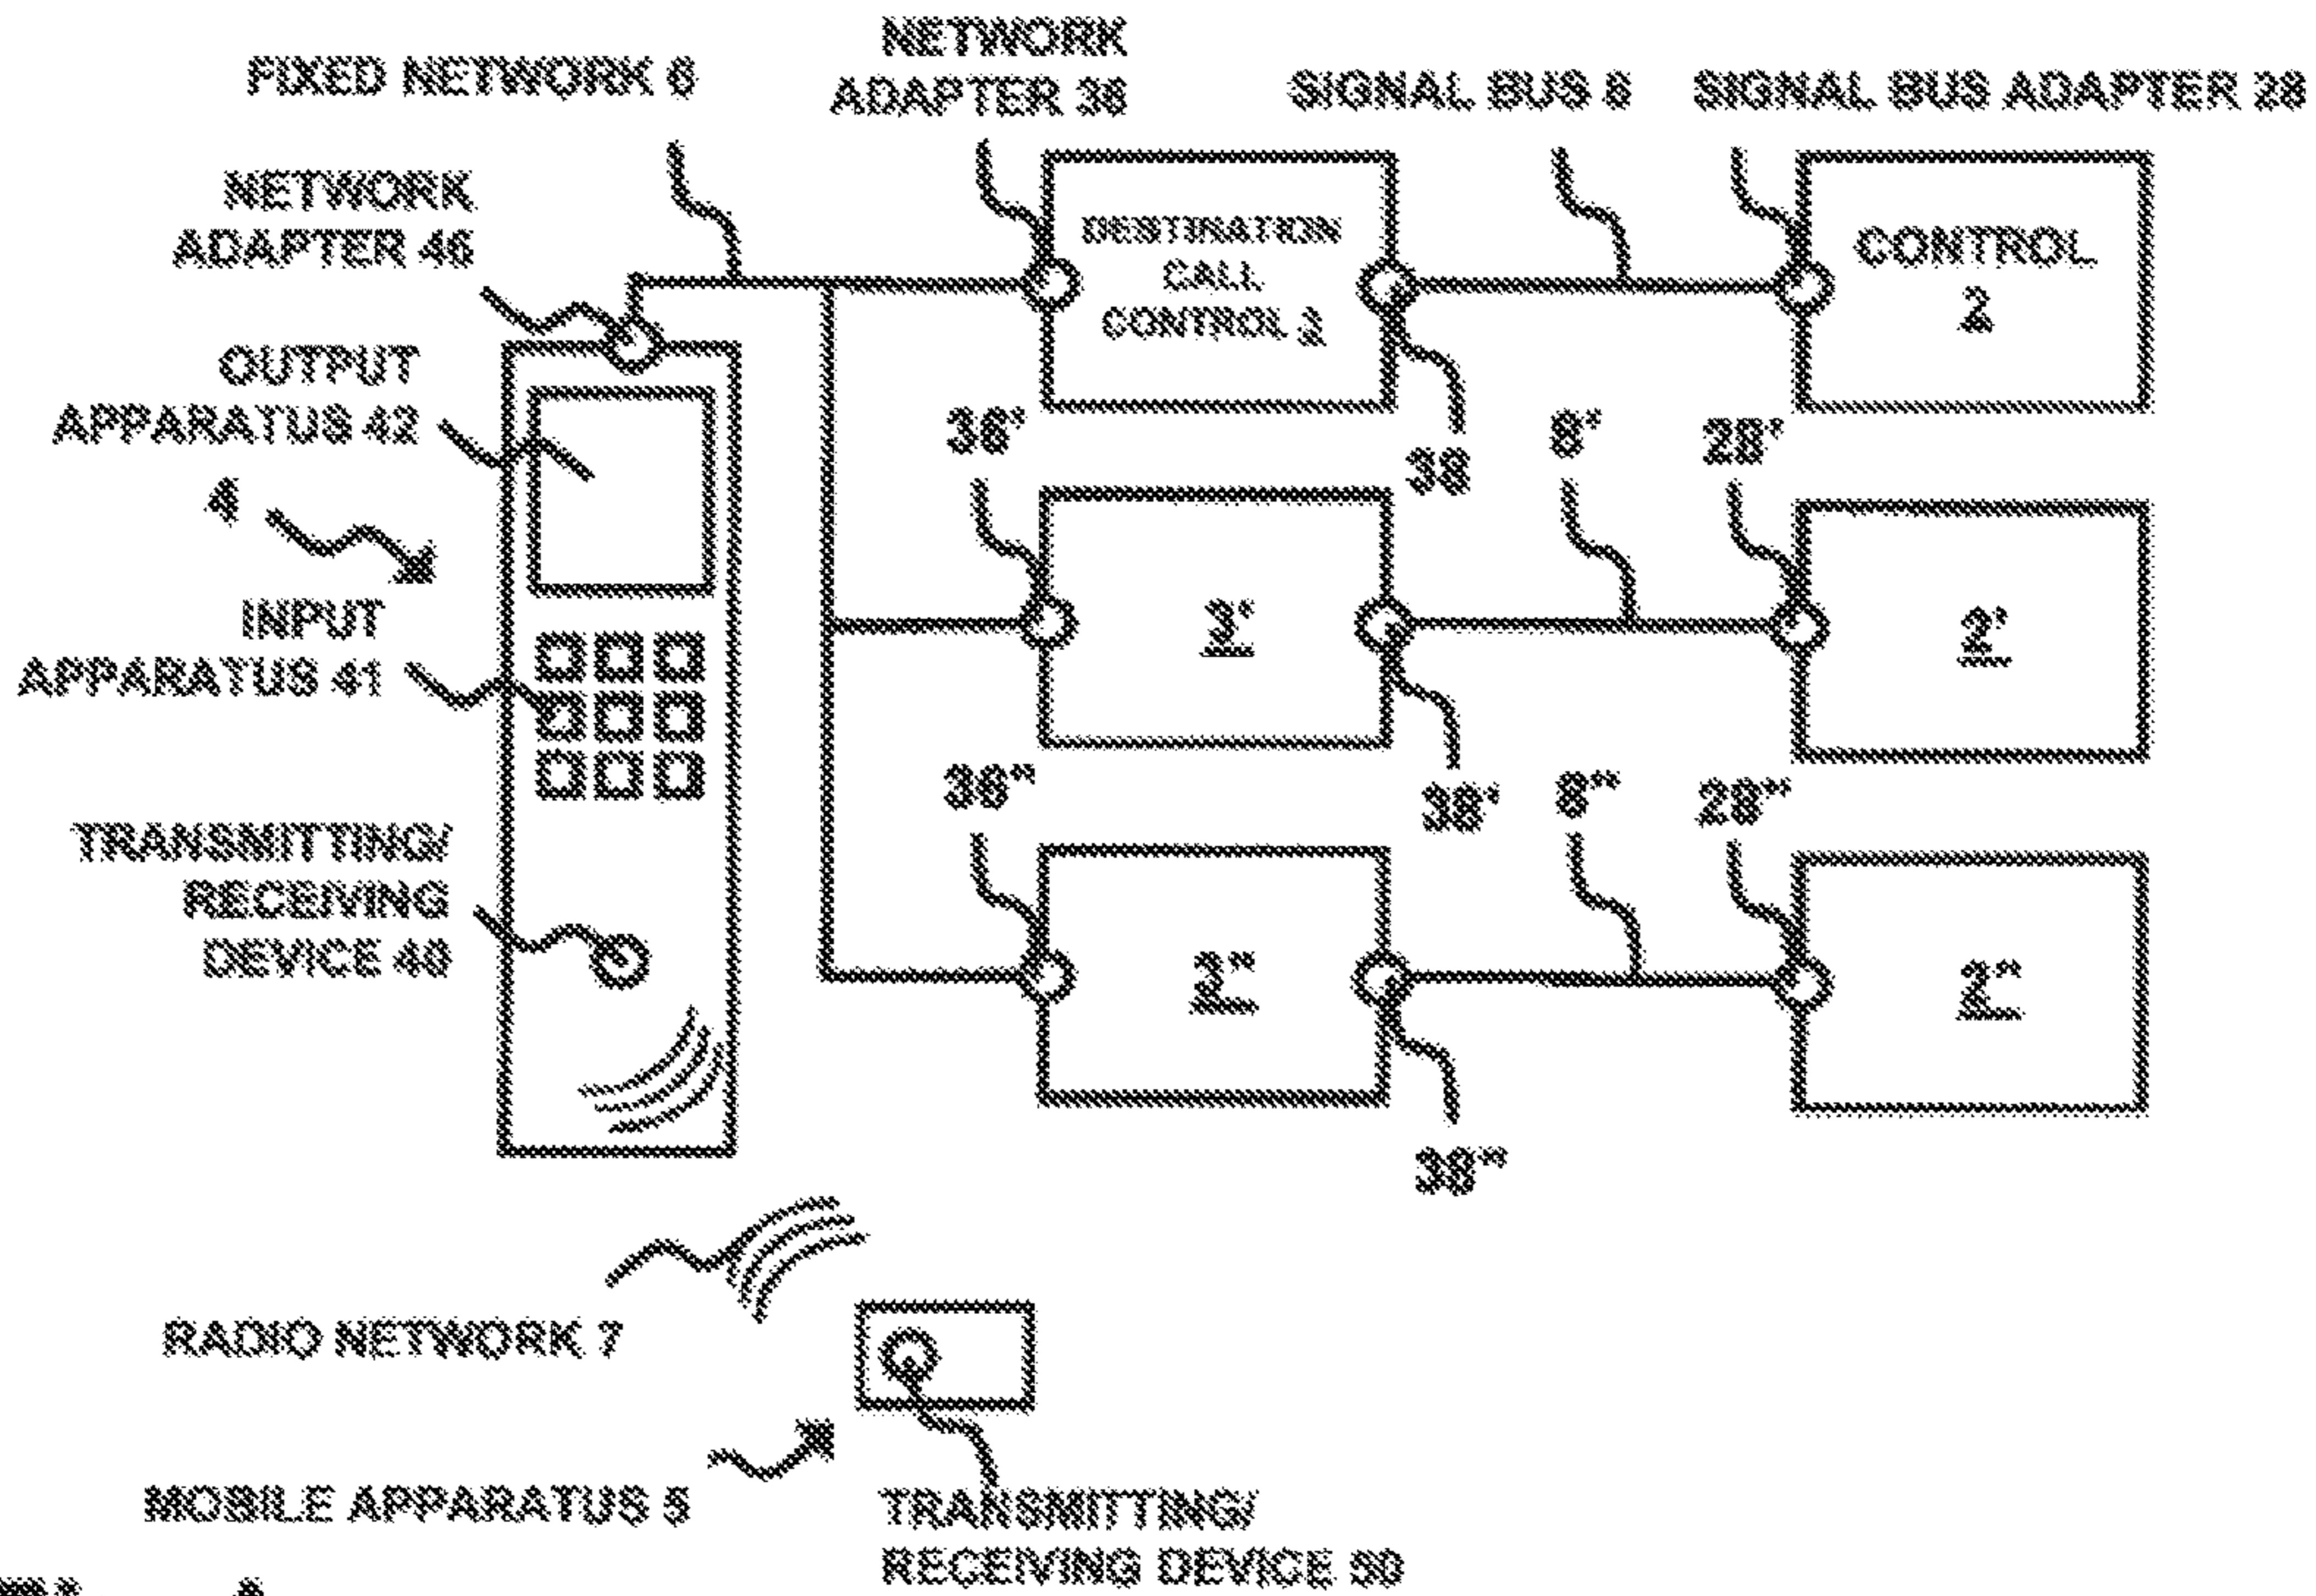 FIXED NETWORK 6
NETWORK
ADAPTER 36
SIGNAL BUS 8
SIGNAL BUS ADAPTER 28
NETWORK
ADAPTER 46
DESTINATION
CALL
CONTROL 3
CONTROL
2
OUTPUT
APPARATUS 42
36'
38
8'
28'
4
INPUT
APPARATUS 41
3'
2'
36"
38'
8"
28"
TRANSMITTING/
RECEIVING
DEVICE 40
3"
2"
38"
RADIO NETWORK 7
MOBILE APPARATUS 5
TRANSMITTING/
RECEIVING DEVICE 50